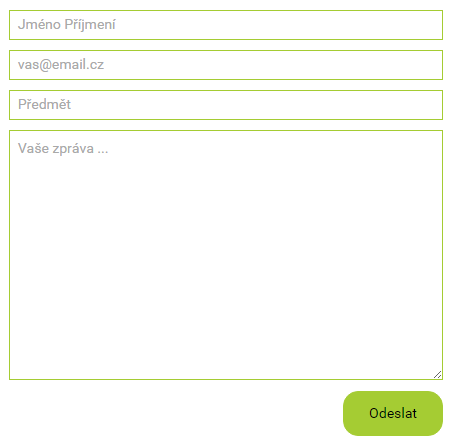 Jméno Příjmení
vas@email.cz
Předmět
Vaše zpráva ...
Odeslat